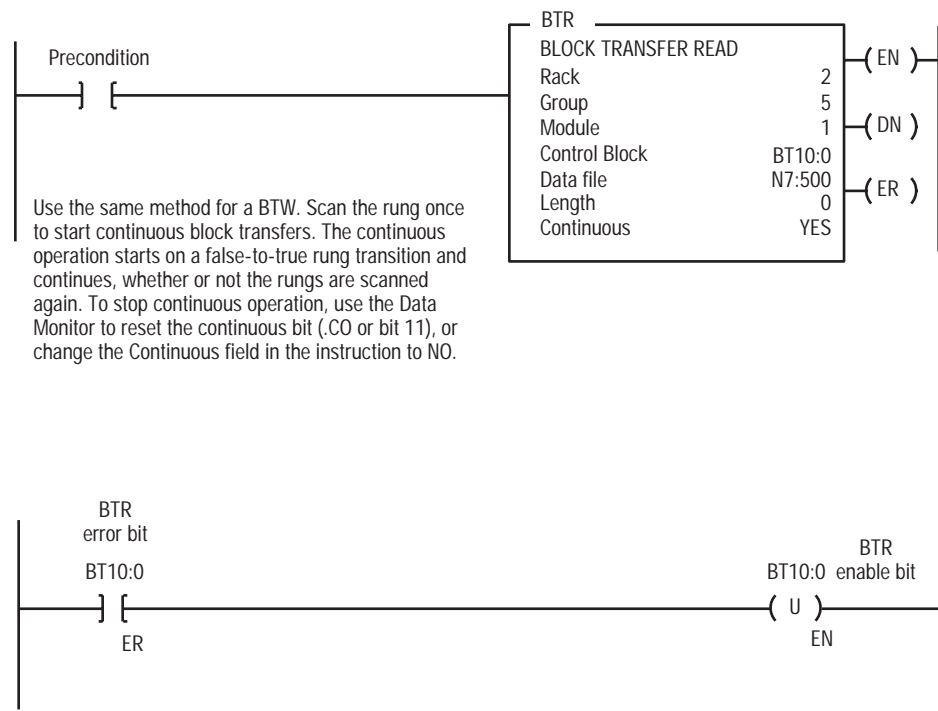 BTR
BLOCK TRANSFER READ
Rack 2
Group 5
Module 1
Control Block BT10:0
Data file N7:500
Length 0
Continuous YES
EN
DN
ER
Precondition
Use the same method for a BTW. Scan the rung once
to start continuous block transfers. The continuous
operation starts on a false-to-true rung transition and
continues, whether or not the rungs are scanned
again. To stop continuous operation, use the Data
Monitor to reset the continuous bit (.CO or bit 11), or
change the Continuous field in the instruction to NO.
BTR
error bit
BT10:0
ER
BTR
BT10:0 enable bit
U
EN